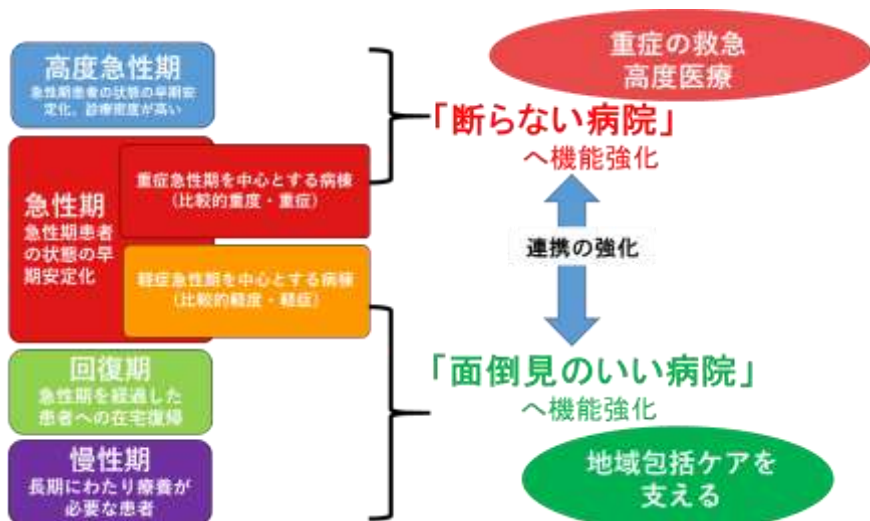 高度急性期
急性期患者の状態の早期安
定化、診療密度が高い
急性期
急性期患者
の状態の早
期安定化
重症急性期を中心とする病棟
(比較的重度・重症)
軽症急性期を中心とする病棟
(比較的軽度・軽症)
回復期
急性期を経過した
患者への在宅復帰
慢性期
長期にわたり療養が
必要な患者
重症の救急
高度医療
「断らない病院」
へ機能強化
連携の強化
「面倒見のいい病院」
へ機能強化
地域包括ケアを
支える